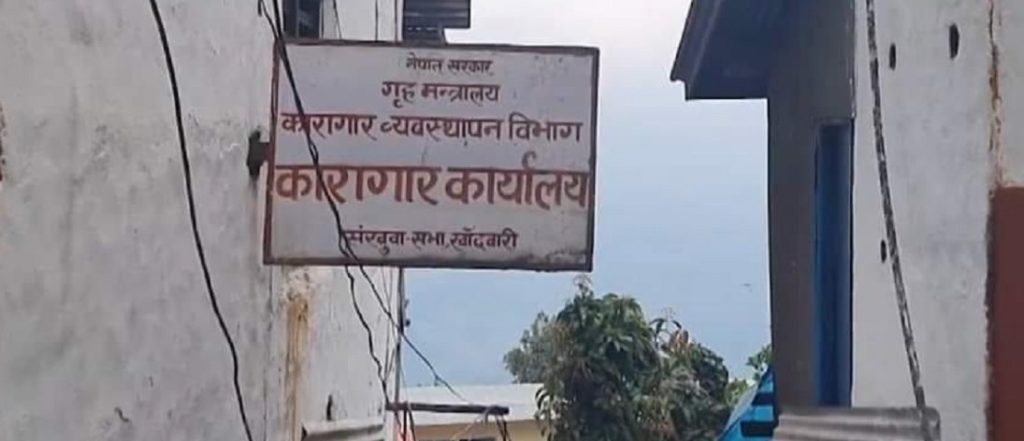 नेपाल सरकार
गृह मन्त्रालय
कारागार व्यवस्थापन विभाग
कारागार कार्यालय
संखुवा-सभा,खाँदबारी